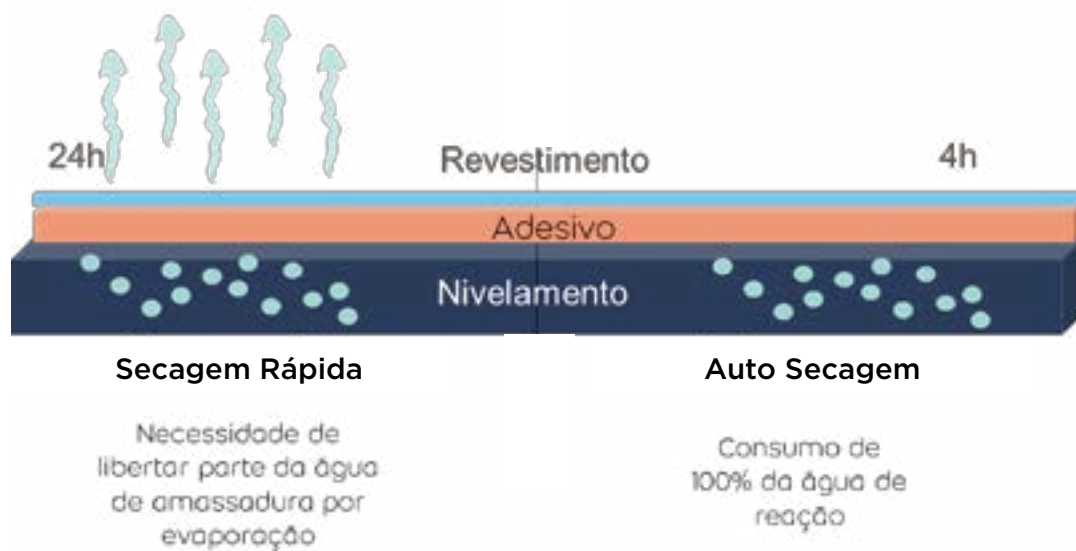 24h
Revestimento
4h
Adesivo
Nivelamento
Secagem Rápida
Auto Secagem
Necessidade de
libertar parte da água
de amassadura por
evaporação
Consumo de
100% da água de
reação